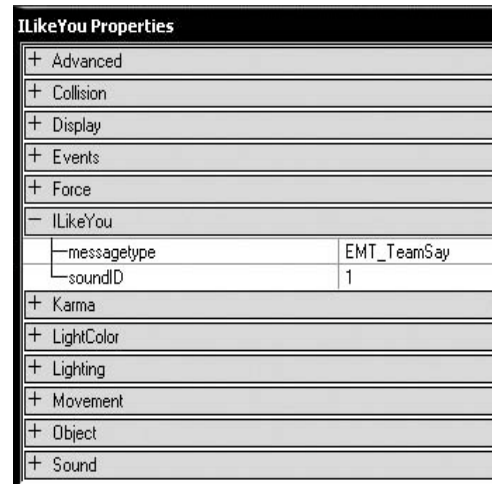 ILikeYou Properties
+ Advanced
+ Collision
+ Display
+ Events
+ Force
- ILikeYou
messagetype EMT_TeamSay
soundID 1
+ Karma
+ LightColor
+ Lighting
+ Movement
+ Object
+ Sound